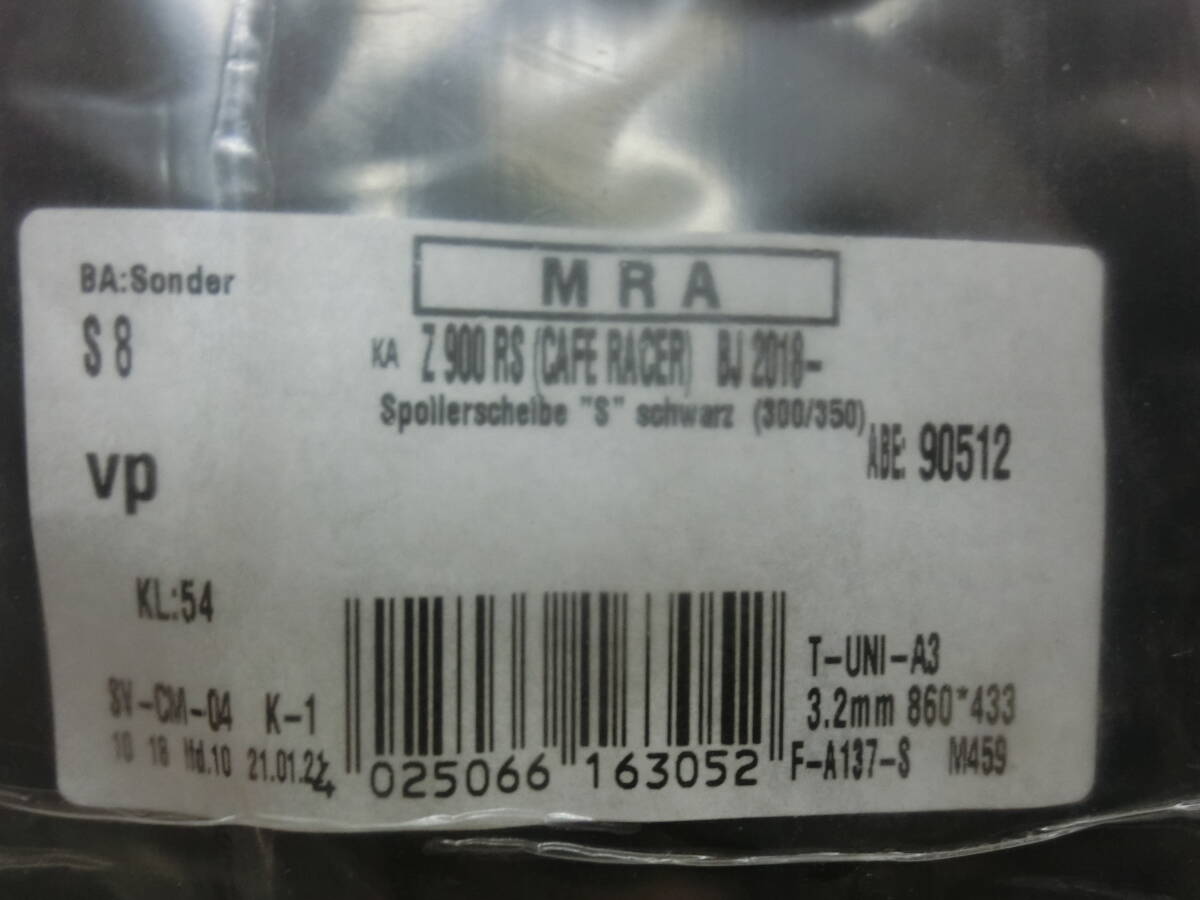 BA:Sonder
MRA
S 8
KA Z 900 RS (CAFE RACER) BJ 2018-
Spoilerscheibe "S" schwarz (300/350)
ABE: 90512
vp
KL:54
T-UNI-A3
SV-CM-04 K-1
3.2mm 860*433
10 18 lfd.10 21.01.24
025066 163052
F-A137-S M459